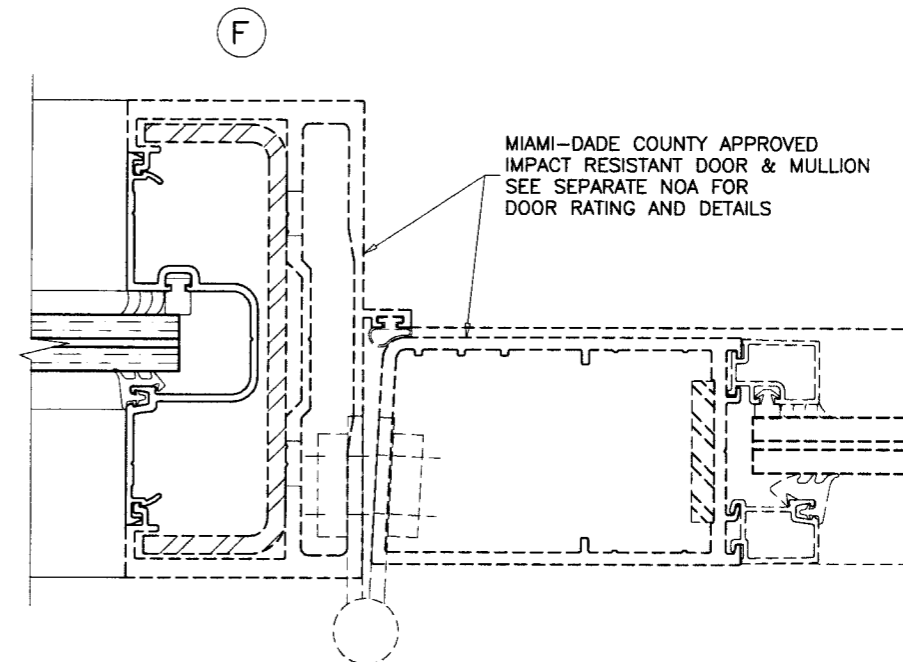 F
MIAMI-DADE COUNTY APPROVED
IMPACT RESISTANT DOOR & MULLION
SEE SEPARATE NOA FOR
DOOR RATING AND DETAILS